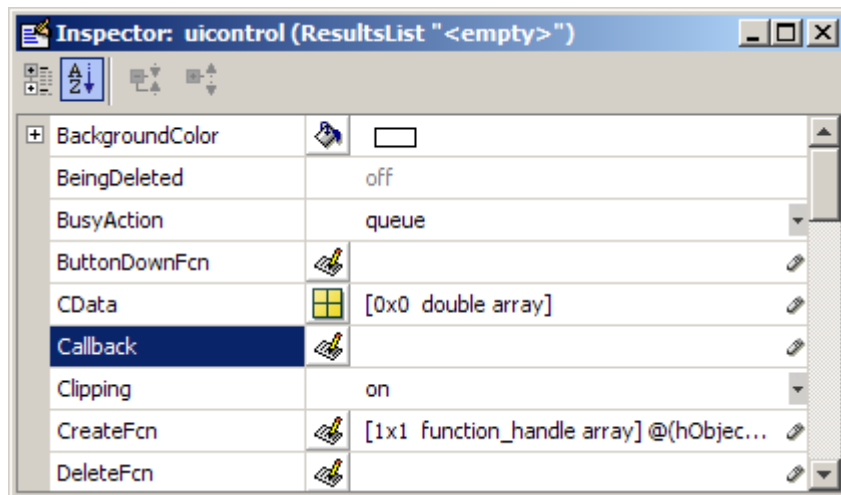 Inspector: uicontrol (ResultsList "<empty>")
A
Z
BackgroundColor
BeingDeleted off
BusyAction queue
ButtonDownFcn
CData [0x0 double array]
Callback
Clipping on
CreateFcn [1x1 function_handle array] @(hObjec...
DeleteFcn